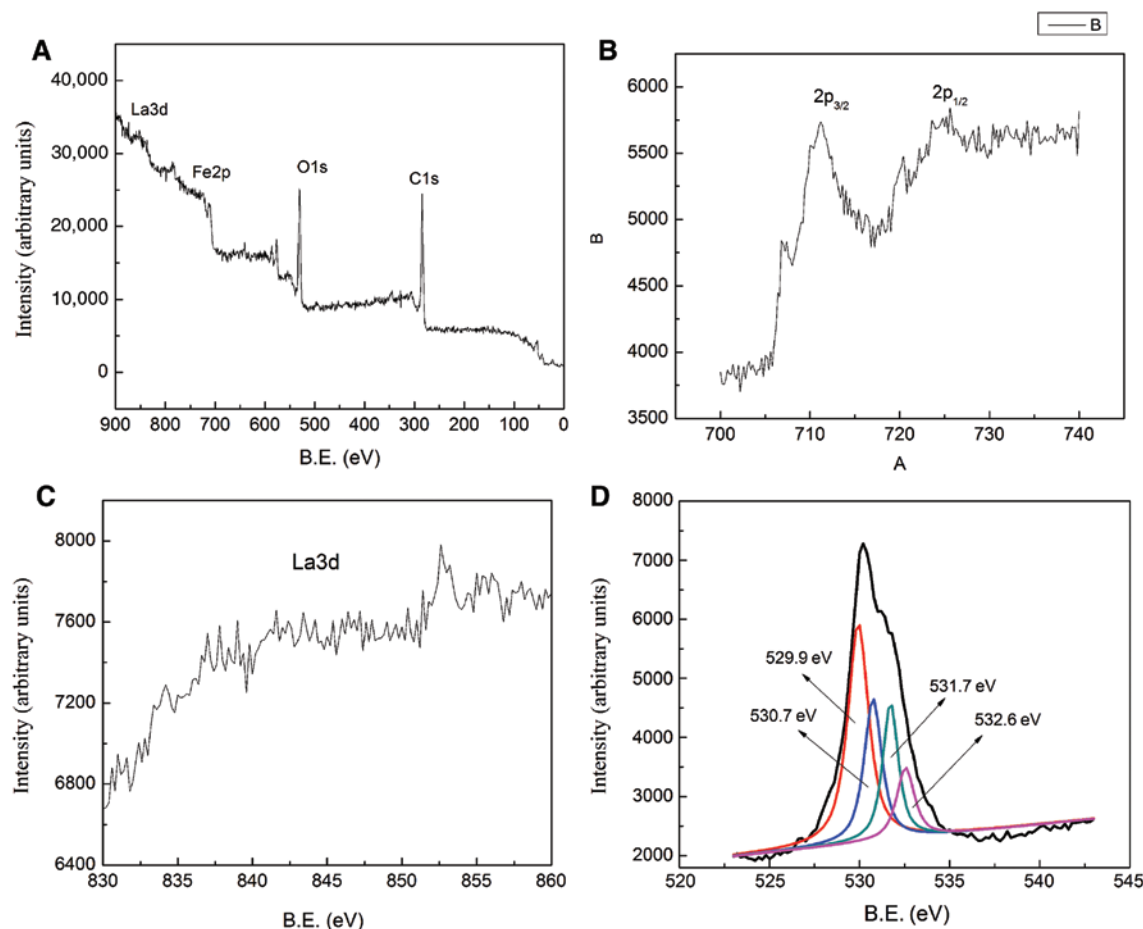 A
Intensity (arbitrary units)
40,000
30,000
20,000
10,000
0
La3d
Fe2p
O1s
C1s
900 800 700 600 500 400 300 200 100 0
B.E. (eV)
B
B
B
6000
5500
5000
4500
4000
3500
2p3/2
2p1/2
700 710 720 730 740
A
C
Intensity (arbitrary units)
8000
7600
7200
6800
6400
La3d
830 835 840 845 850 855 860
B.E. (eV)
D
Intensity (arbitrary units)
8000
7000
6000
5000
4000
3000
2000
529.9 eV
530.7 eV
531.7 eV
532.6 eV
520 525 530 535 540 545
B.E. (eV)